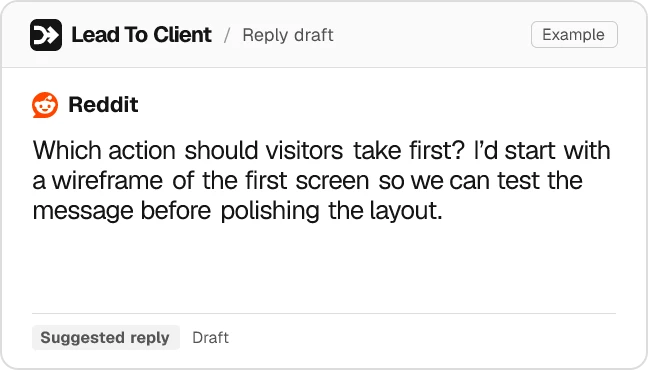 Lead To Client / Reply draft Example
Reddit
Which action should visitors take first? I’d start with
a wireframe of the first screen so we can test the
message before polishing the layout.
Suggested reply Draft